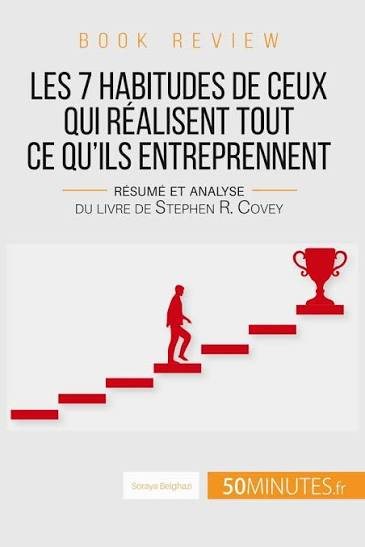 BOOK REVIEW
LES 7 HABITUDES DE CEUX
QUI RÉALISENT TOUT
CE QU'ILS ENTREPRENNENT
RÉSUMÉ ET ANALYSE
DU LIVRE DE STEPHEN R. COVEY
Soraya Belghazi
50MINUTES.fr